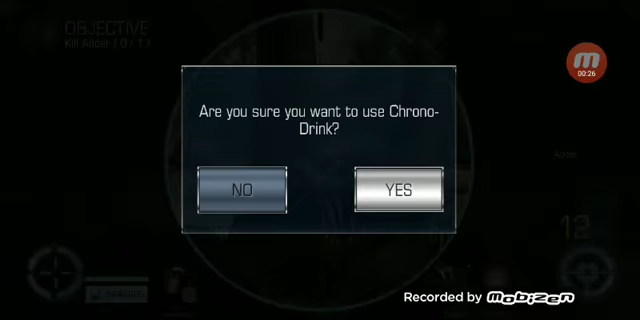 OBJECTIVE
Kill Adder [ 0 / 1 ]
00:26
Are you sure you want to use Chrono-
Drink?
NO
YES
12
Recorded by mobizen